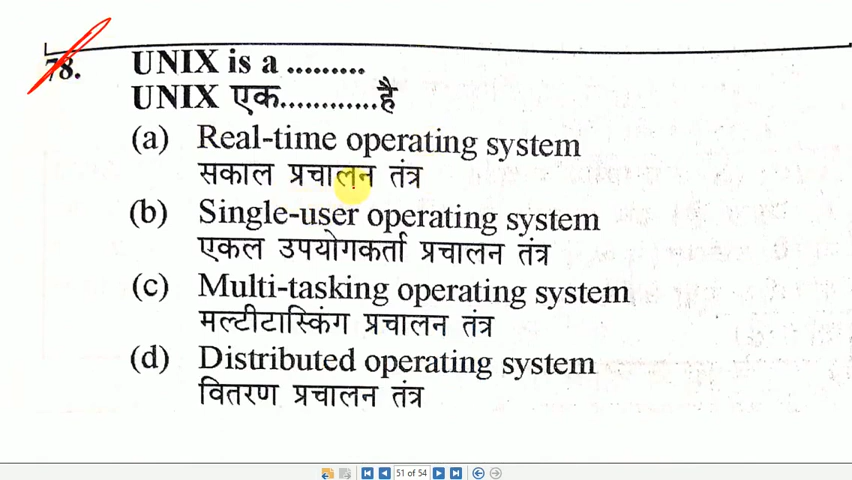 78. UNIX is a .........
UNIX एक............है
(a) Real-time operating system
सकाल प्रचालन तंत्र
(b) Single-user operating system
एकल उपयोगकर्ता प्रचालन तंत्र
(c) Multi-tasking operating system
मल्टीटास्किंग प्रचालन तंत्र
(d) Distributed operating system
वितरण प्रचालन तंत्र
51 of 54